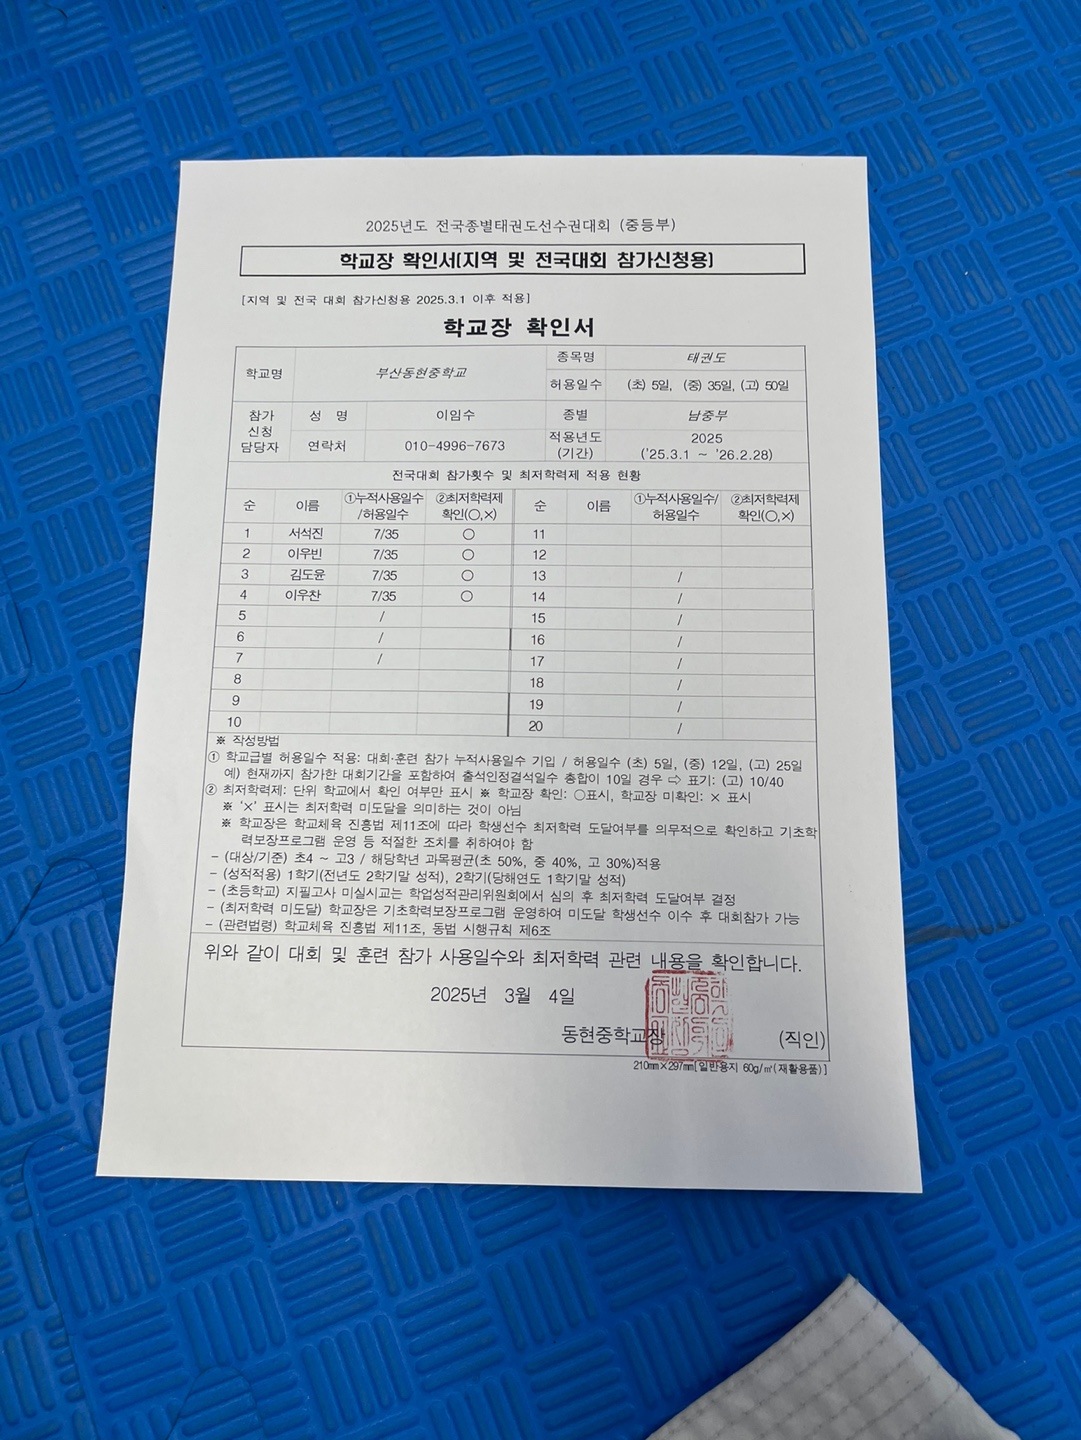 2025년도 전국종별태권도선수권대회 (중등부)
학교장 확인서(지역 및 전국대회 참가신청용)
[지역 및 전국 대회 참가신청용 2025.3.1 이후 적용]
학교장 확인서
학교명 부산동현중학교 종목명 태권도
허용일수 (초) 5일, (중) 35일, (고) 50일
참가 신청 담당자 성 명 이임수 종별 남중부
연락처 010-4996-7673 적용년도 (기간) 2025 ('25.3.1 ~ '26.2.28)
전국대회 참가횟수 및 최저학력제 적용 현황
순 이름 ①누적사용일수/허용일수 ②최저학력제 확인(○,×) 순 이름 ①누적사용일수/허용일수 ②최저학력제 확인(○,×)
1 서석진 7/35 ○ 11
2 이우빈 7/35 ○ 12
3 김도윤 7/35 ○ 13 /
4 이우찬 7/35 ○ 14 /
5 / 15 /
6 / 16 /
7 / 17 /
8 18 /
9 19 /
10 20 /
※ 작성방법
① 학교급별 허용일수 적용: 대회·훈련 참가 누적사용일수 기입 / 허용일수 (초) 5일, (중) 12일, (고) 25일
예) 현재까지 참가한 대회기간을 포함하여 출석인정결석일수 총합이 10일 경우 ⇨ 표기: (고) 10/40
② 최저학력제: 단위 학교에서 확인 여부만 표시 ※ 학교장 확인: ○표시, 학교장 미확인: × 표시
※ '×' 표시는 최저학력 미도달을 의미하는 것이 아님
※ 학교장은 학교체육 진흥법 제11조에 따라 학생선수 최저학력 도달여부를 의무적으로 확인하고 기초학
력보장프로그램 운영 등 적절한 조치를 취하여야 함
- (대상/기준) 초4 ~ 고3 / 해당학년 과목평균(초 50%, 중 40%, 고 30%)적용
- (성적적용) 1학기(전년도 2학기말 성적), 2학기(당해연도 1학기말 성적)
- (초등학교) 지필고사 미실시교는 학업성적관리위원회에서 심의 후 최저학력 도달여부 결정
- (최저학력 미도달) 학교장은 기초학력보장프로그램 운영하여 미도달 학생선수 이수 후 대회참가 가능
- (관련법령) 학교체육 진흥법 제11조, 동법 시행규칙 제6조
위와 같이 대회 및 훈련 참가 사용일수와 최저학력 관련 내용을 확인합니다.
2025년 3월 4일
동현중학교장 (직인)
210㎜×297㎜[일반용지 60g/㎡(재활용품)]